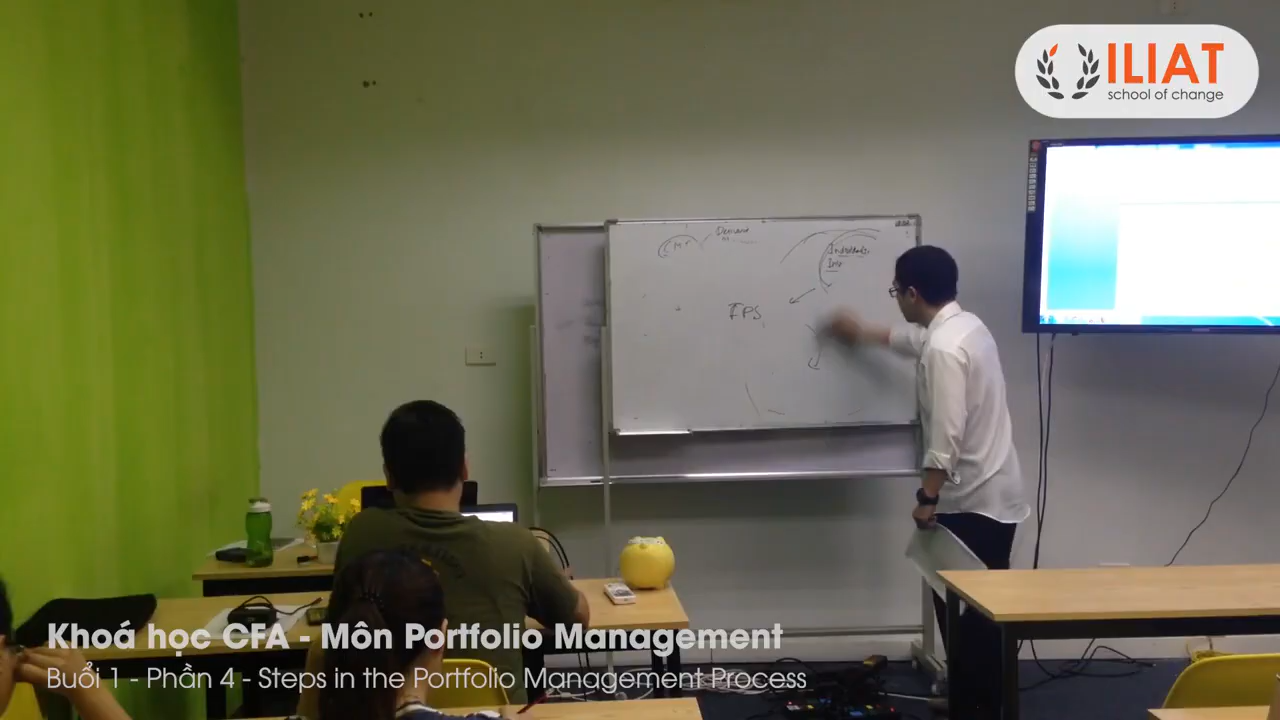 ILIAT
school of change
IPS
Khoá học CFA - Môn Portfolio Management
Buổi 1 - Phần 4 - Steps in the Portfolio Management Process